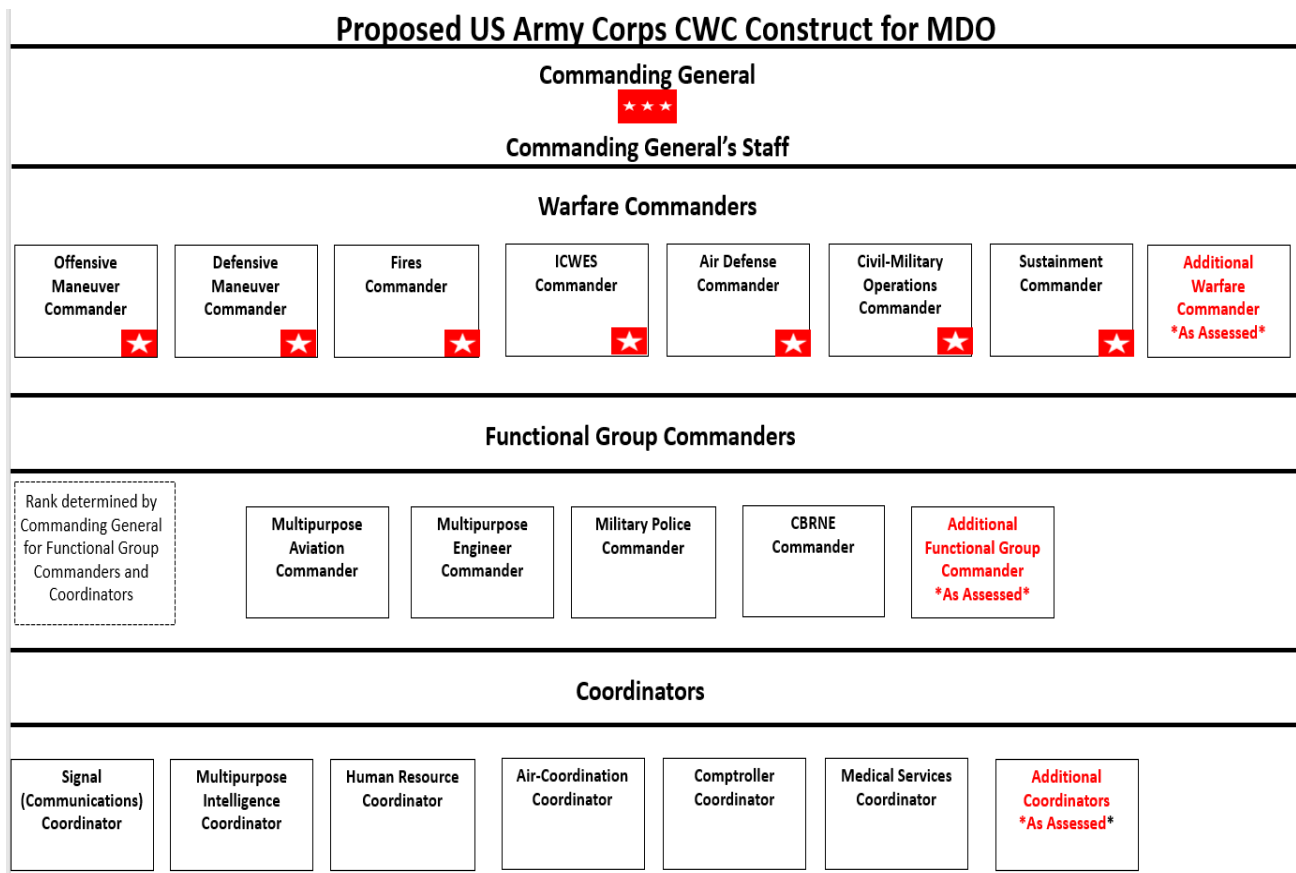 Proposed US Army Corps CWC Construct for MDO
Commanding General
Commanding General's Staff
Warfare Commanders
Offensive
Maneuver
Commander
Defensive
Maneuver
Commander
Fires
Commander
ICWES
Commander
Air Defense
Commander
Civil-Military
Operations
Commander
Sustainment
Commander
Additional
Warfare
Commander
*As Assessed*
Functional Group Commanders
Rank determined by
Commanding General
for Functional Group
Commanders and
Coordinators
Multipurpose
Aviation
Commander
Multipurpose
Engineer
Commander
Military Police
Commander
CBRNE
Commander
Additional
Functional Group
Commander
*As Assessed*
Coordinators
Signal
(Communications)
Coordinator
Multipurpose
Intelligence
Coordinator
Human Resource
Coordinator
Air-Coordination
Coordinator
Comptroller
Coordinator
Medical Services
Coordinator
Additional
Coordinators
*As Assessed*